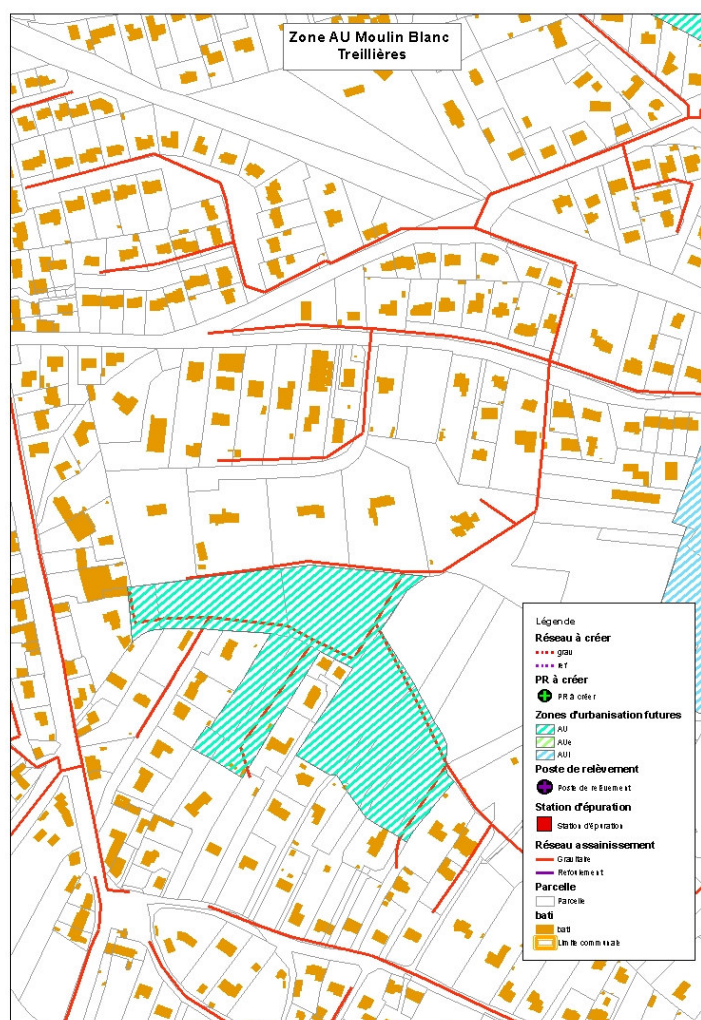 Zone AU Moulin Blanc
Treillières
Légende
Réseau à créer
grau
ref
PR à créer
PR à créer
Zones d'urbanisation futures
AU
AUe
AUl
Poste de relèvement
Poste de relèvement
Station d'épuration
Station d'épuration
Réseau assainissement
Gravitaire
Refoulement
Parcelle
Parcelle
bati
bati
Limite communale